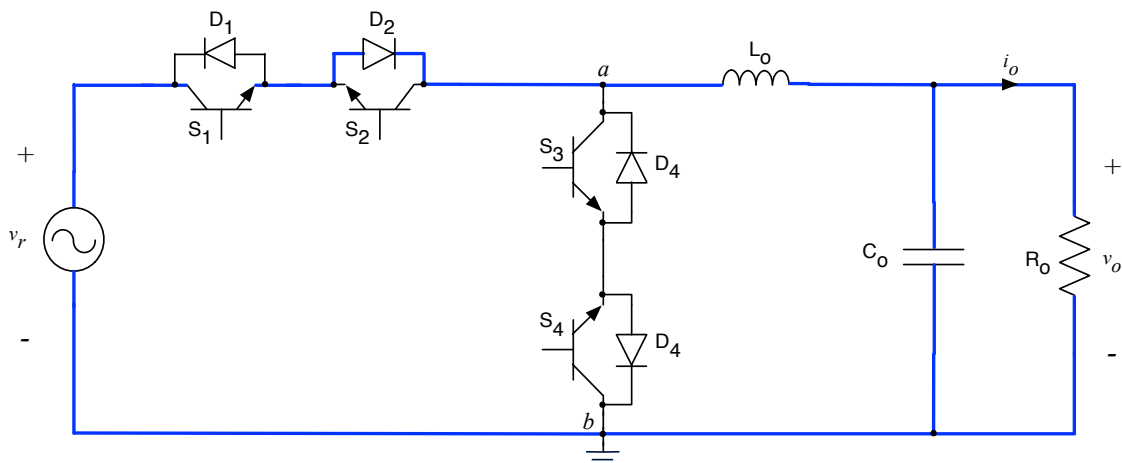 D1
D2
S1
S2
a
Lo
io
+
vr
-
S3
D4
S4
D4
b
Co
Ro
+
vo
-